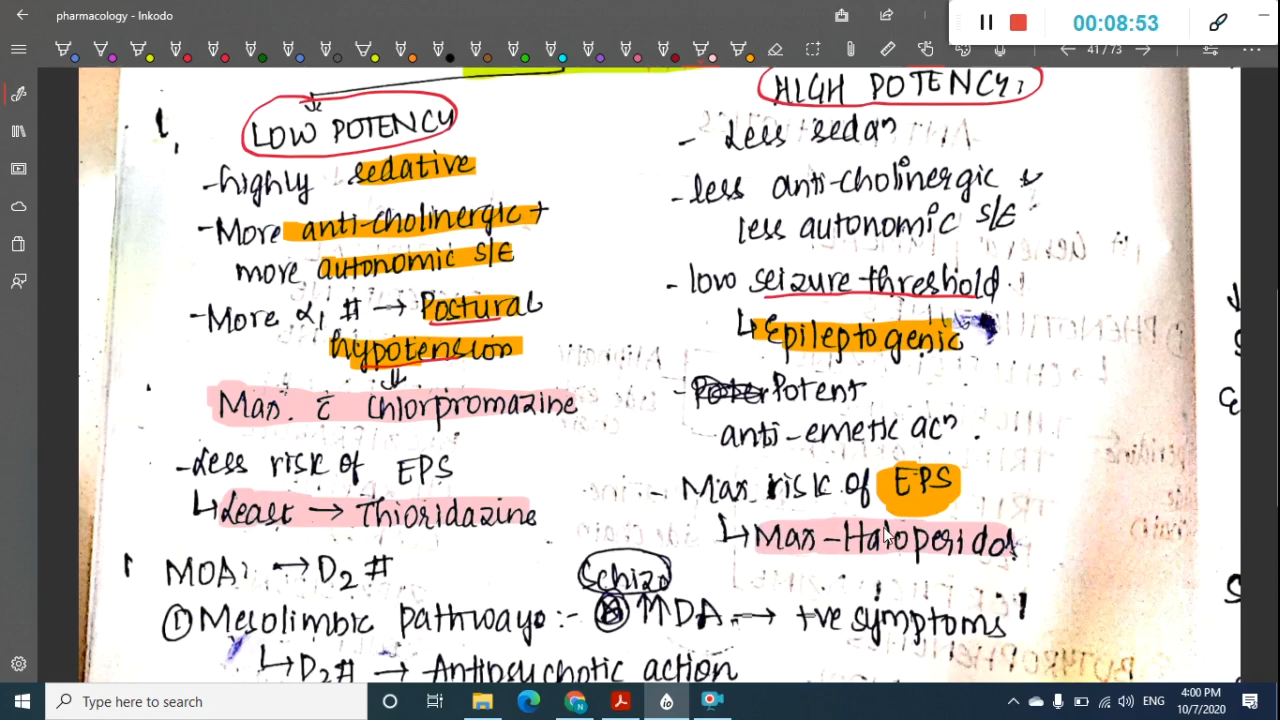 pharmacology - Inkodo
00:08:53
41 / 73
LOW POTENCY
-highly sedative
-More anti-cholinergic +
more autonomic S/E
-More α1 # → Postural
hypotension
Max. c̄ chlorpromazine
-Less risk of EPS
↳Least → Thioridazine
HIGH POTENCY:
- Less sedan
-less anti-cholinergic &
less autonomic S/E
- low seizure threshold.
↳Epileptogenic
- Potent
anti-emetic acn.
- Max risk of EPS
↳Max-Haloperidol
MOA: → D2 #
Schizo
① Mesolimbic pathway :- ↑↑DA → +ve symptoms
↳D2# → Antipsychotic action
Type here to search
ENG
4:00 PM
10/7/2020